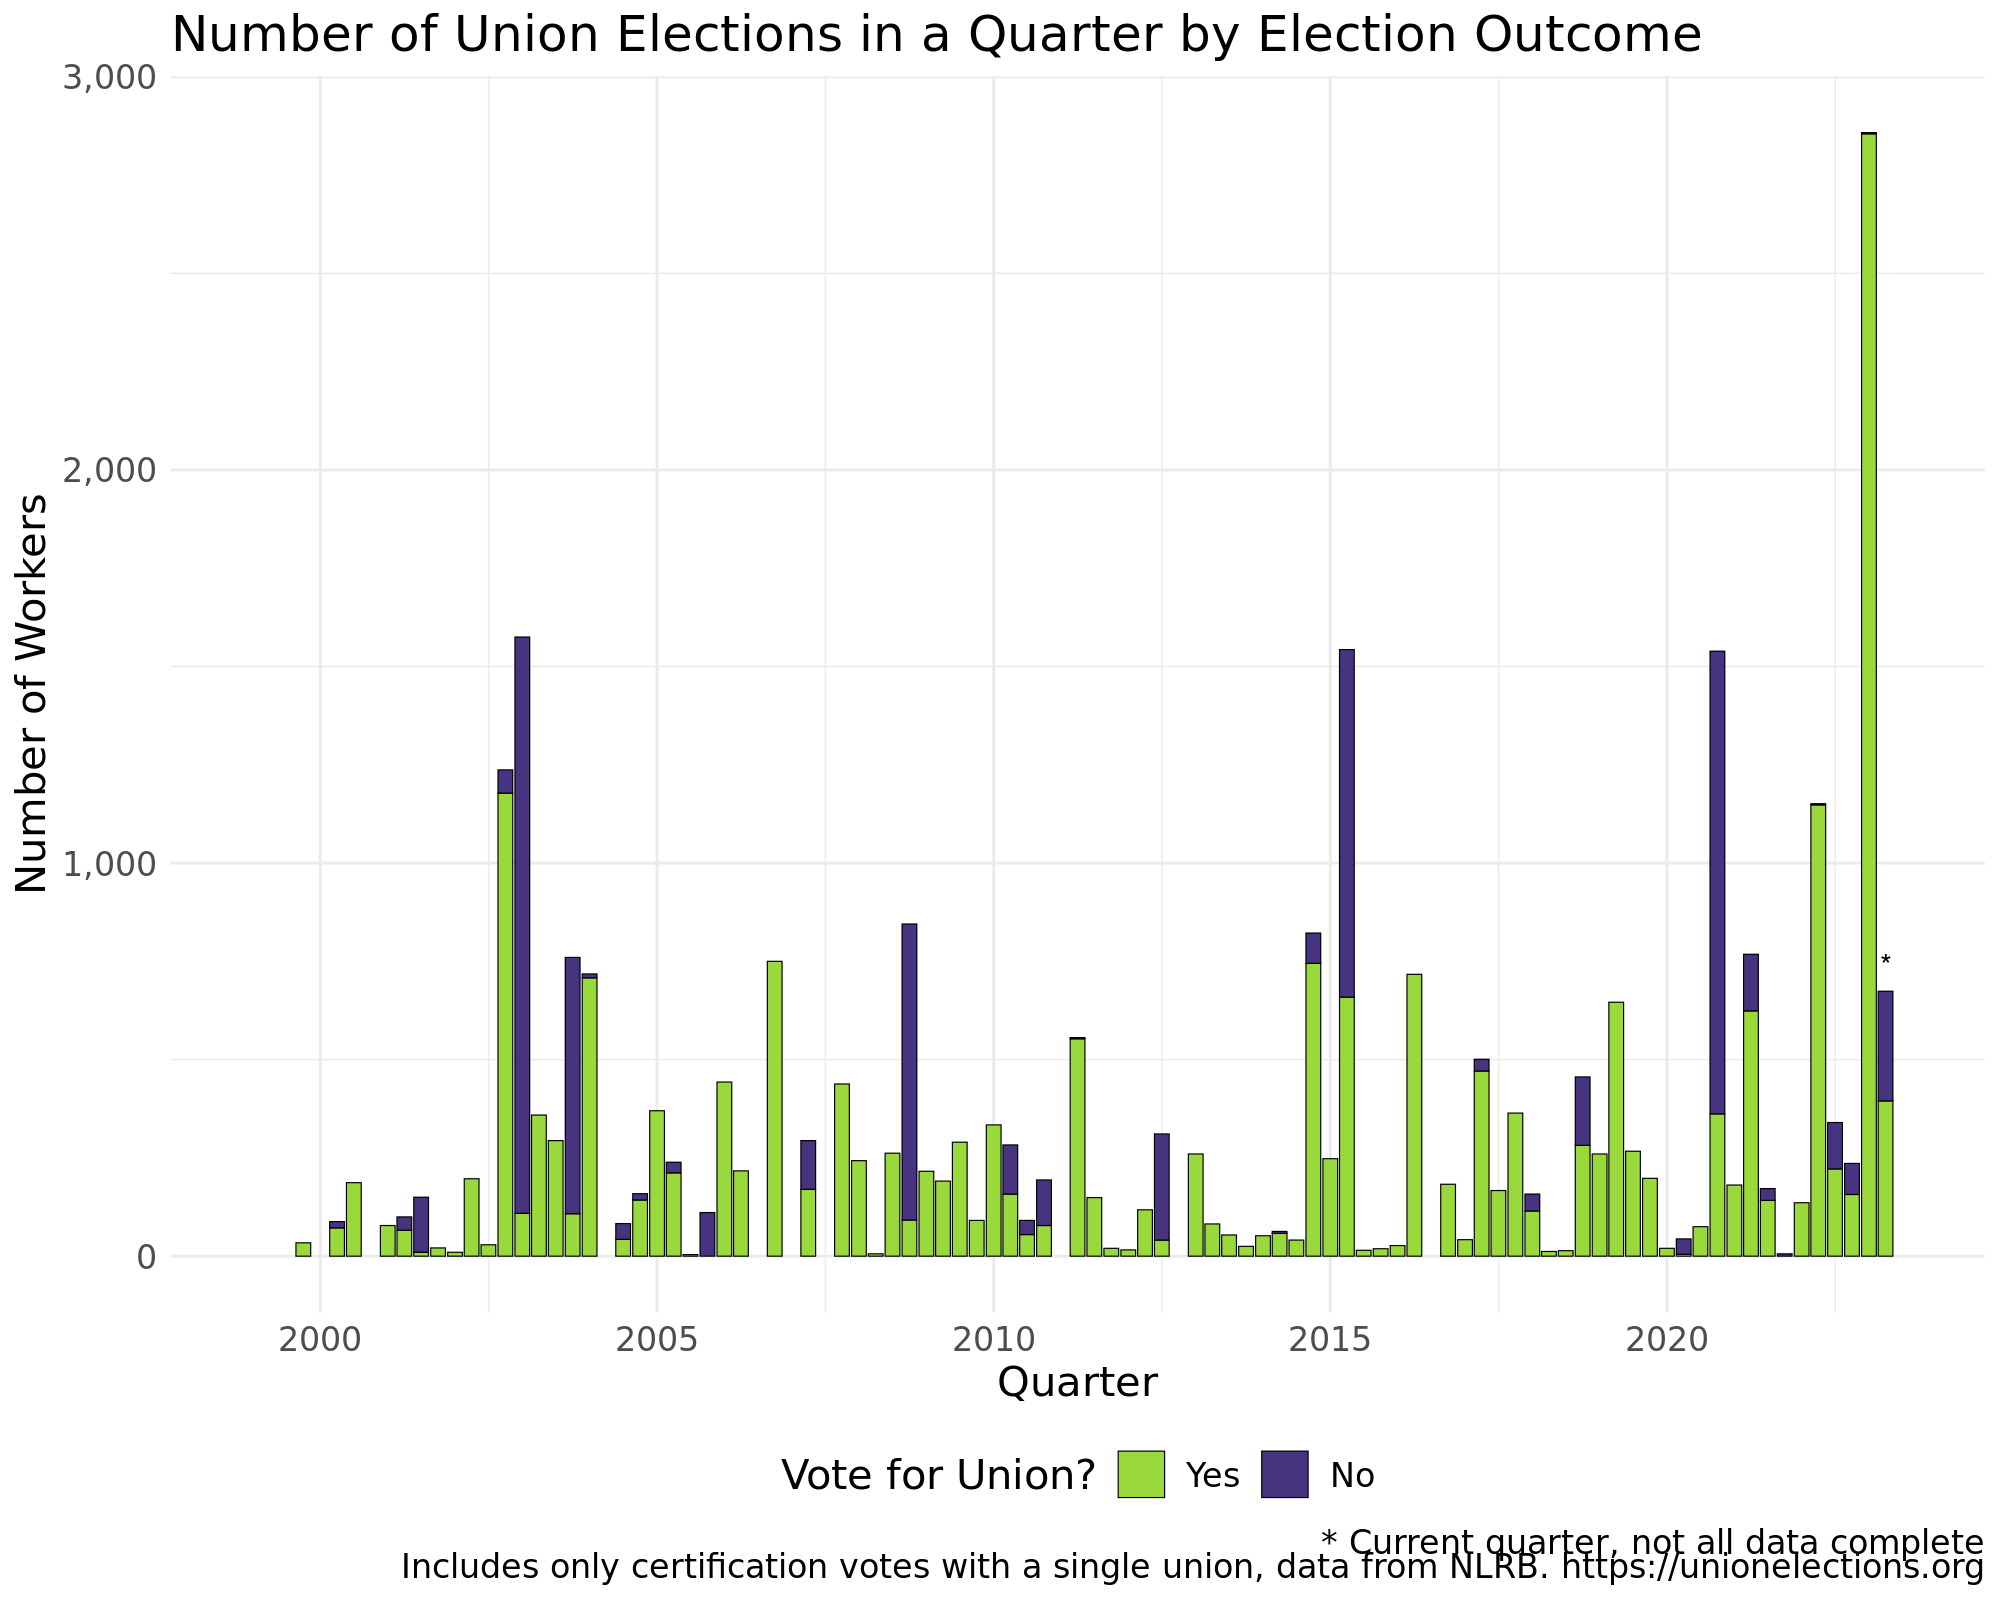 Number of Union Elections in a Quarter by Election Outcome
3,000
2,000
1,000
0
Number of Workers
*
2000 2005 2010 2015 2020
Quarter
Vote for Union? Yes No
* Current quarter, not all data complete
Includes only certification votes with a single union, data from NLRB. https://unionelections.org